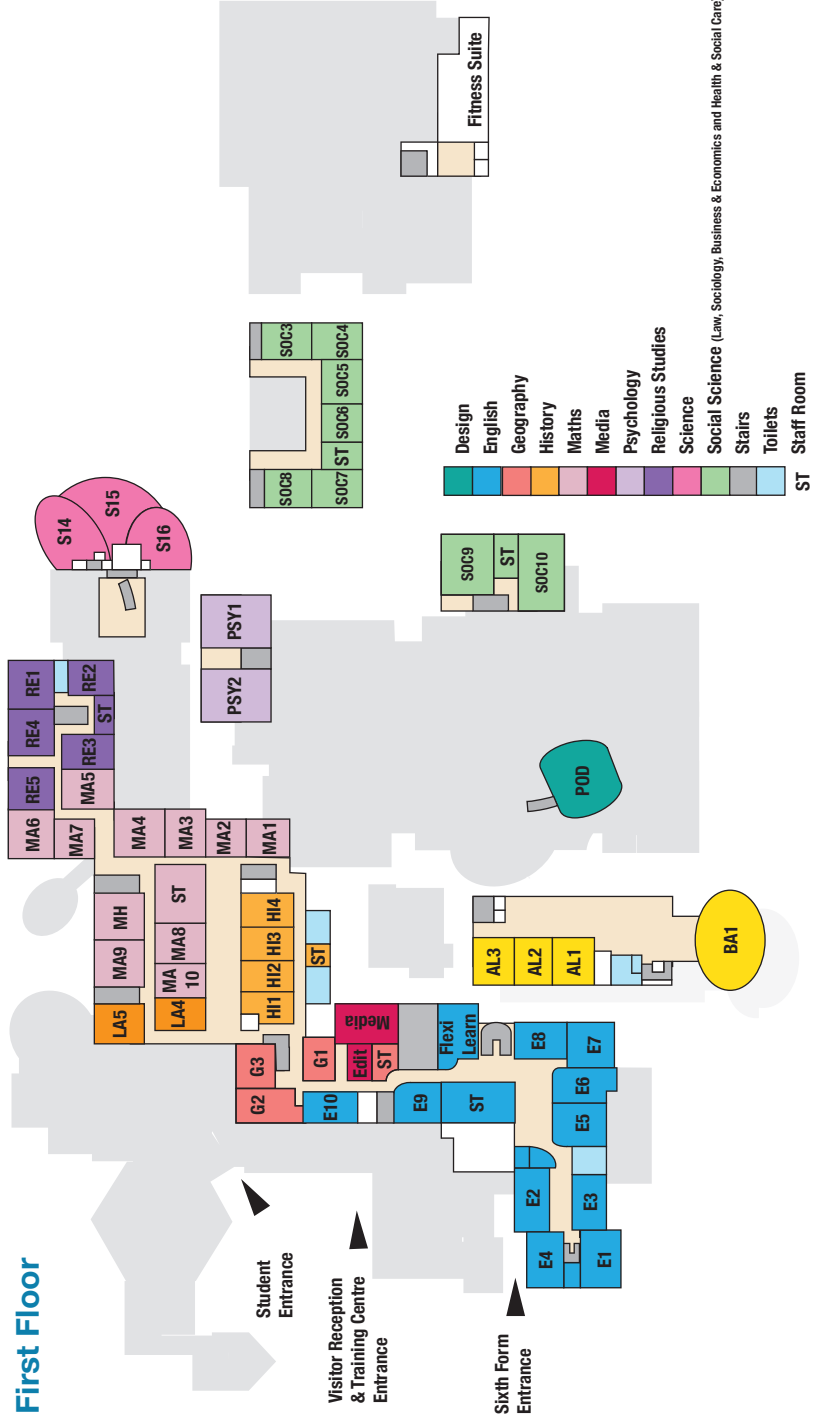 First Floor
Student
Entrance
Visitor Reception
& Training Centre
Entrance
Sixth Form
Entrance
Fitness Suite
SOC3
SOC4
SOC5
SOC6
ST
SOC7
SOC8
S14
S15
S16
SOC9
ST
SOC10
PSY1
PSY2
RE1
RE2
RE4
ST
RE3
RE5
MA5
MA6
MA7
MA4
MA3
MA2
MA1
MH
MA9
ST
MA8
MA
10
LA5
LA4
HI4
HI3
HI2
HI1
ST
POD
G3
G2
G1
Media
Edit
ST
E10
E9
ST
Flexi
Learn
E8
E7
E6
E5
E2
E3
E4
E1
AL3
AL2
AL1
BA1
Design
English
Geography
History
Maths
Media
Psychology
Religious Studies
Science
Social Science (Law, Sociology, Business & Economics and Health & Social Care)
Stairs
Toilets
ST Staff Room